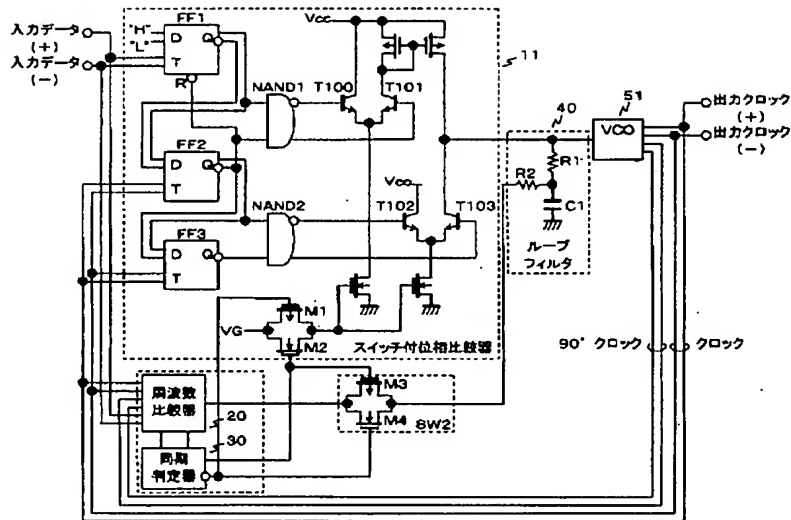 入力データ
(+)
入力データ
(-)
"H"
"L"
FF1
D
Q
T
R
NAND1
T100
T101
Vcc
11
FF2
D
Q
T
NAND2
Vcc
T102
T103
FF3
D
Q
T
40
R1
R2
C1
ループ
フィルタ
51
VCO
出力クロック
(+)
出力クロック
(-)
VG
M1
M2
スイッチ付位相比較器
90° クロック
クロック
周波数
比較器
20
同期
判定器
30
M3
M4
SW2